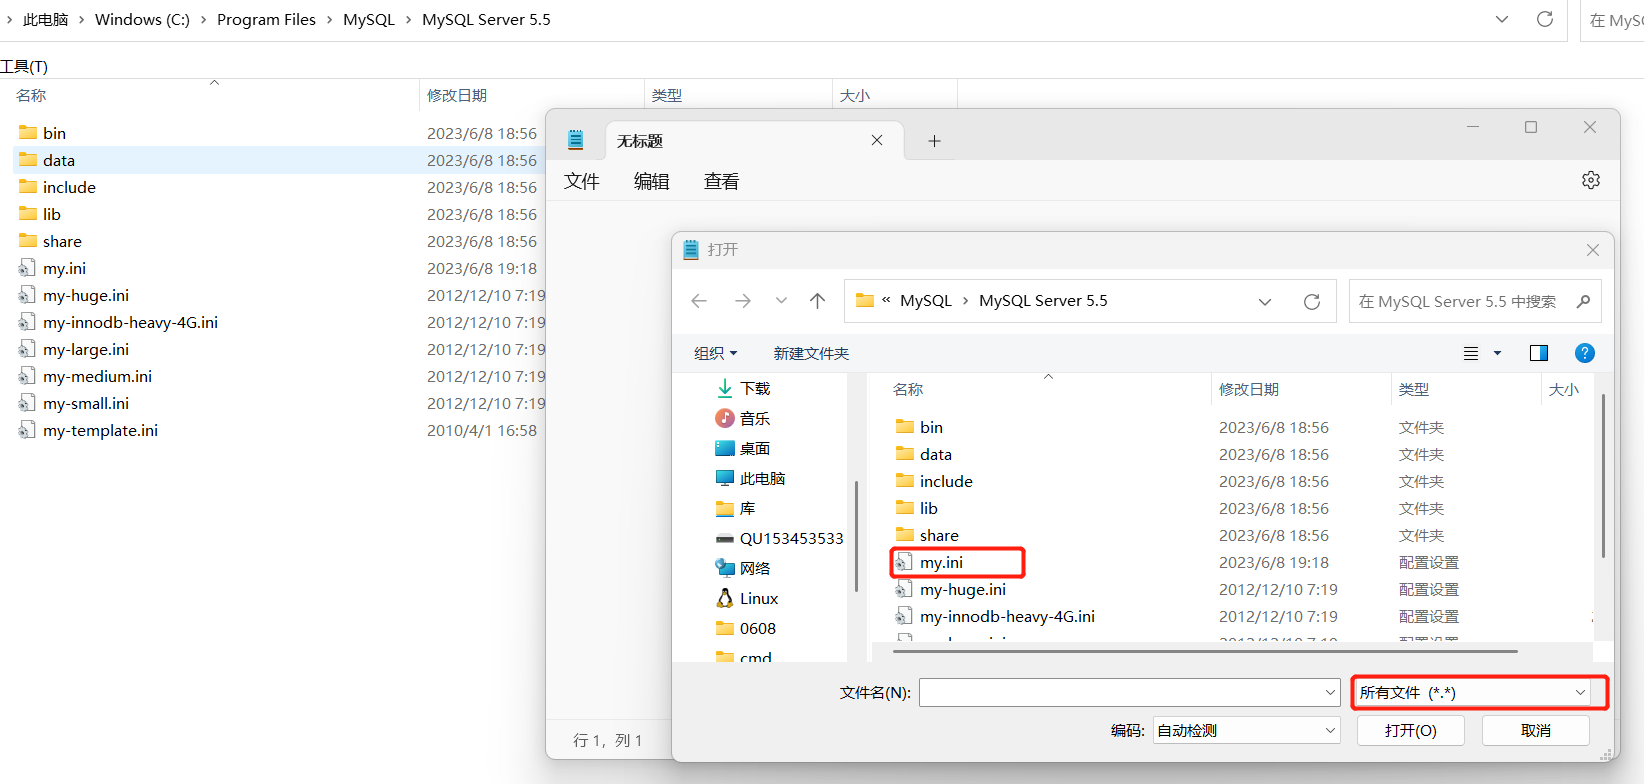 此电脑 Windows (C:) Program Files MySQL MySQL Server 5.5
在 MySQ
工具(T)
名称 修改日期 类型 大小
bin 2023/6/8 18:56
data 2023/6/8 18:56
include 2023/6/8 18:56
lib 2023/6/8 18:56
share 2023/6/8 18:56
my.ini 2023/6/8 19:18
my-huge.ini 2012/12/10 7:19
my-innodb-heavy-4G.ini 2012/12/10 7:19
my-large.ini 2012/12/10 7:19
my-medium.ini 2012/12/10 7:19
my-small.ini 2012/12/10 7:19
my-template.ini 2010/4/1 16:58
无标题
文件 编辑 查看
打开
« MySQL MySQL Server 5.5
在 MySQL Server 5.5 中搜索
组织 新建文件夹
下载
音乐
桌面
此电脑
库
QU153453533
网络
Linux
0608
cmd
名称 修改日期 类型 大小
bin 2023/6/8 18:56 文件夹
data 2023/6/8 18:56 文件夹
include 2023/6/8 18:56 文件夹
lib 2023/6/8 18:56 文件夹
share 2023/6/8 18:56 文件夹
my.ini 2023/6/8 19:18 配置设置
my-huge.ini 2012/12/10 7:19 配置设置
my-innodb-heavy-4G.ini 2012/12/10 7:19 配置设置
2012/12/10 7:19 配置设置
文件名(N): 所有文件 (*.*)
编码: 自动检测 打开(O) 取消
行 1，列 1